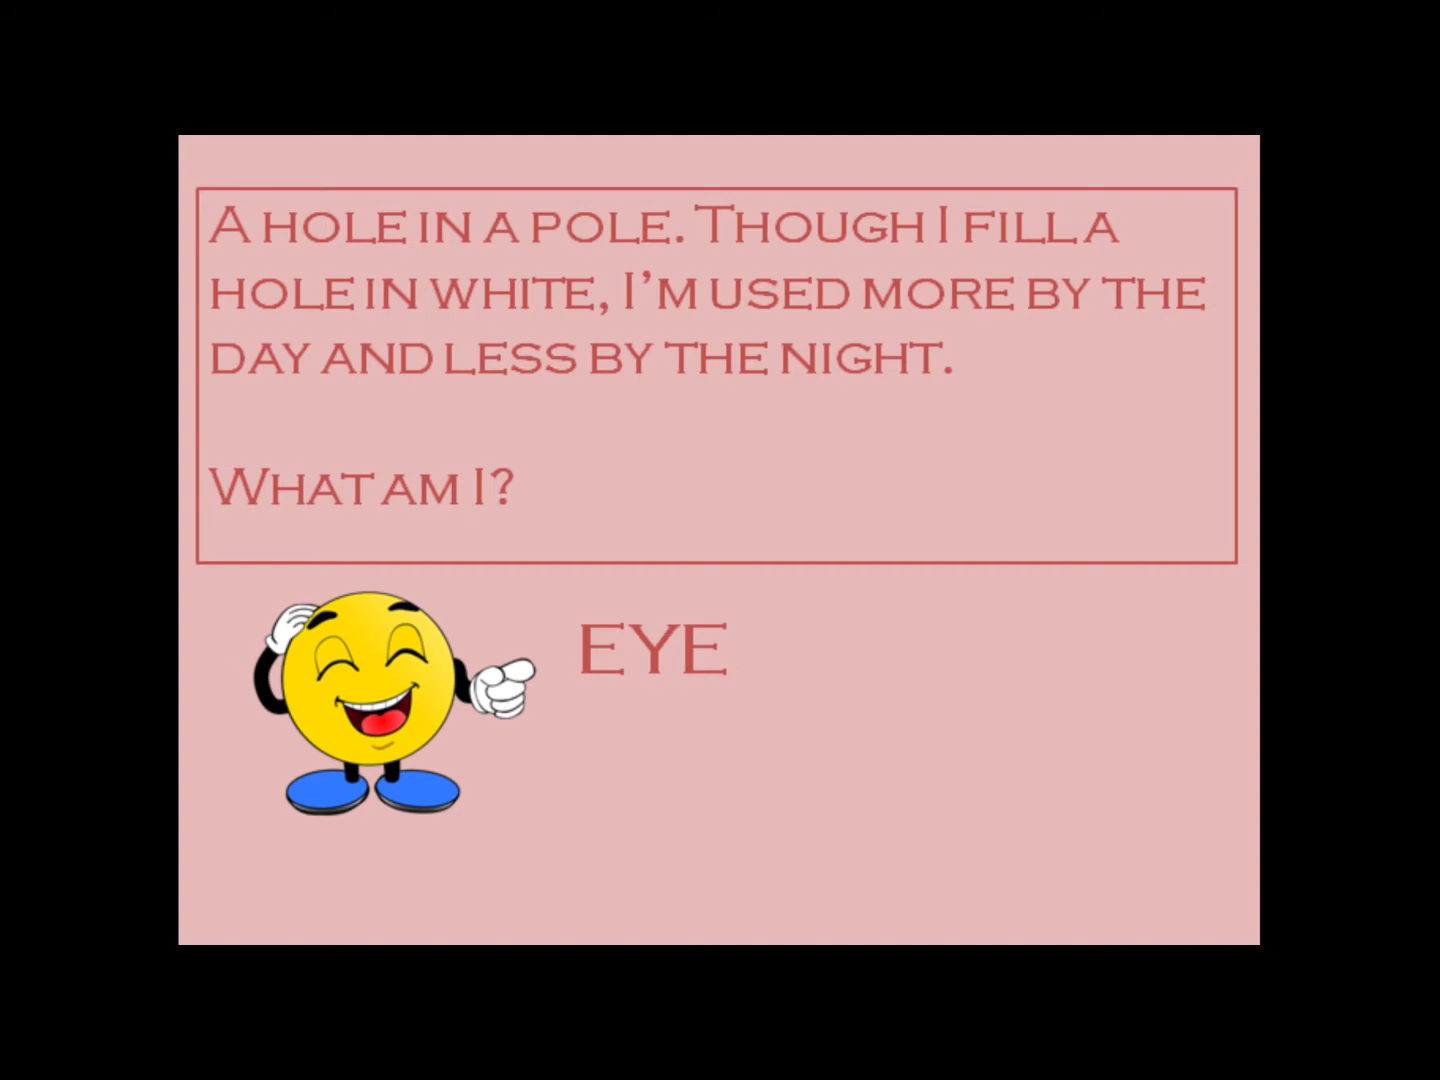 A HOLE IN A POLE. THOUGH I FILL A
HOLE IN WHITE, I'M USED MORE BY THE
DAY AND LESS BY THE NIGHT.
WHAT AM I?
EYE